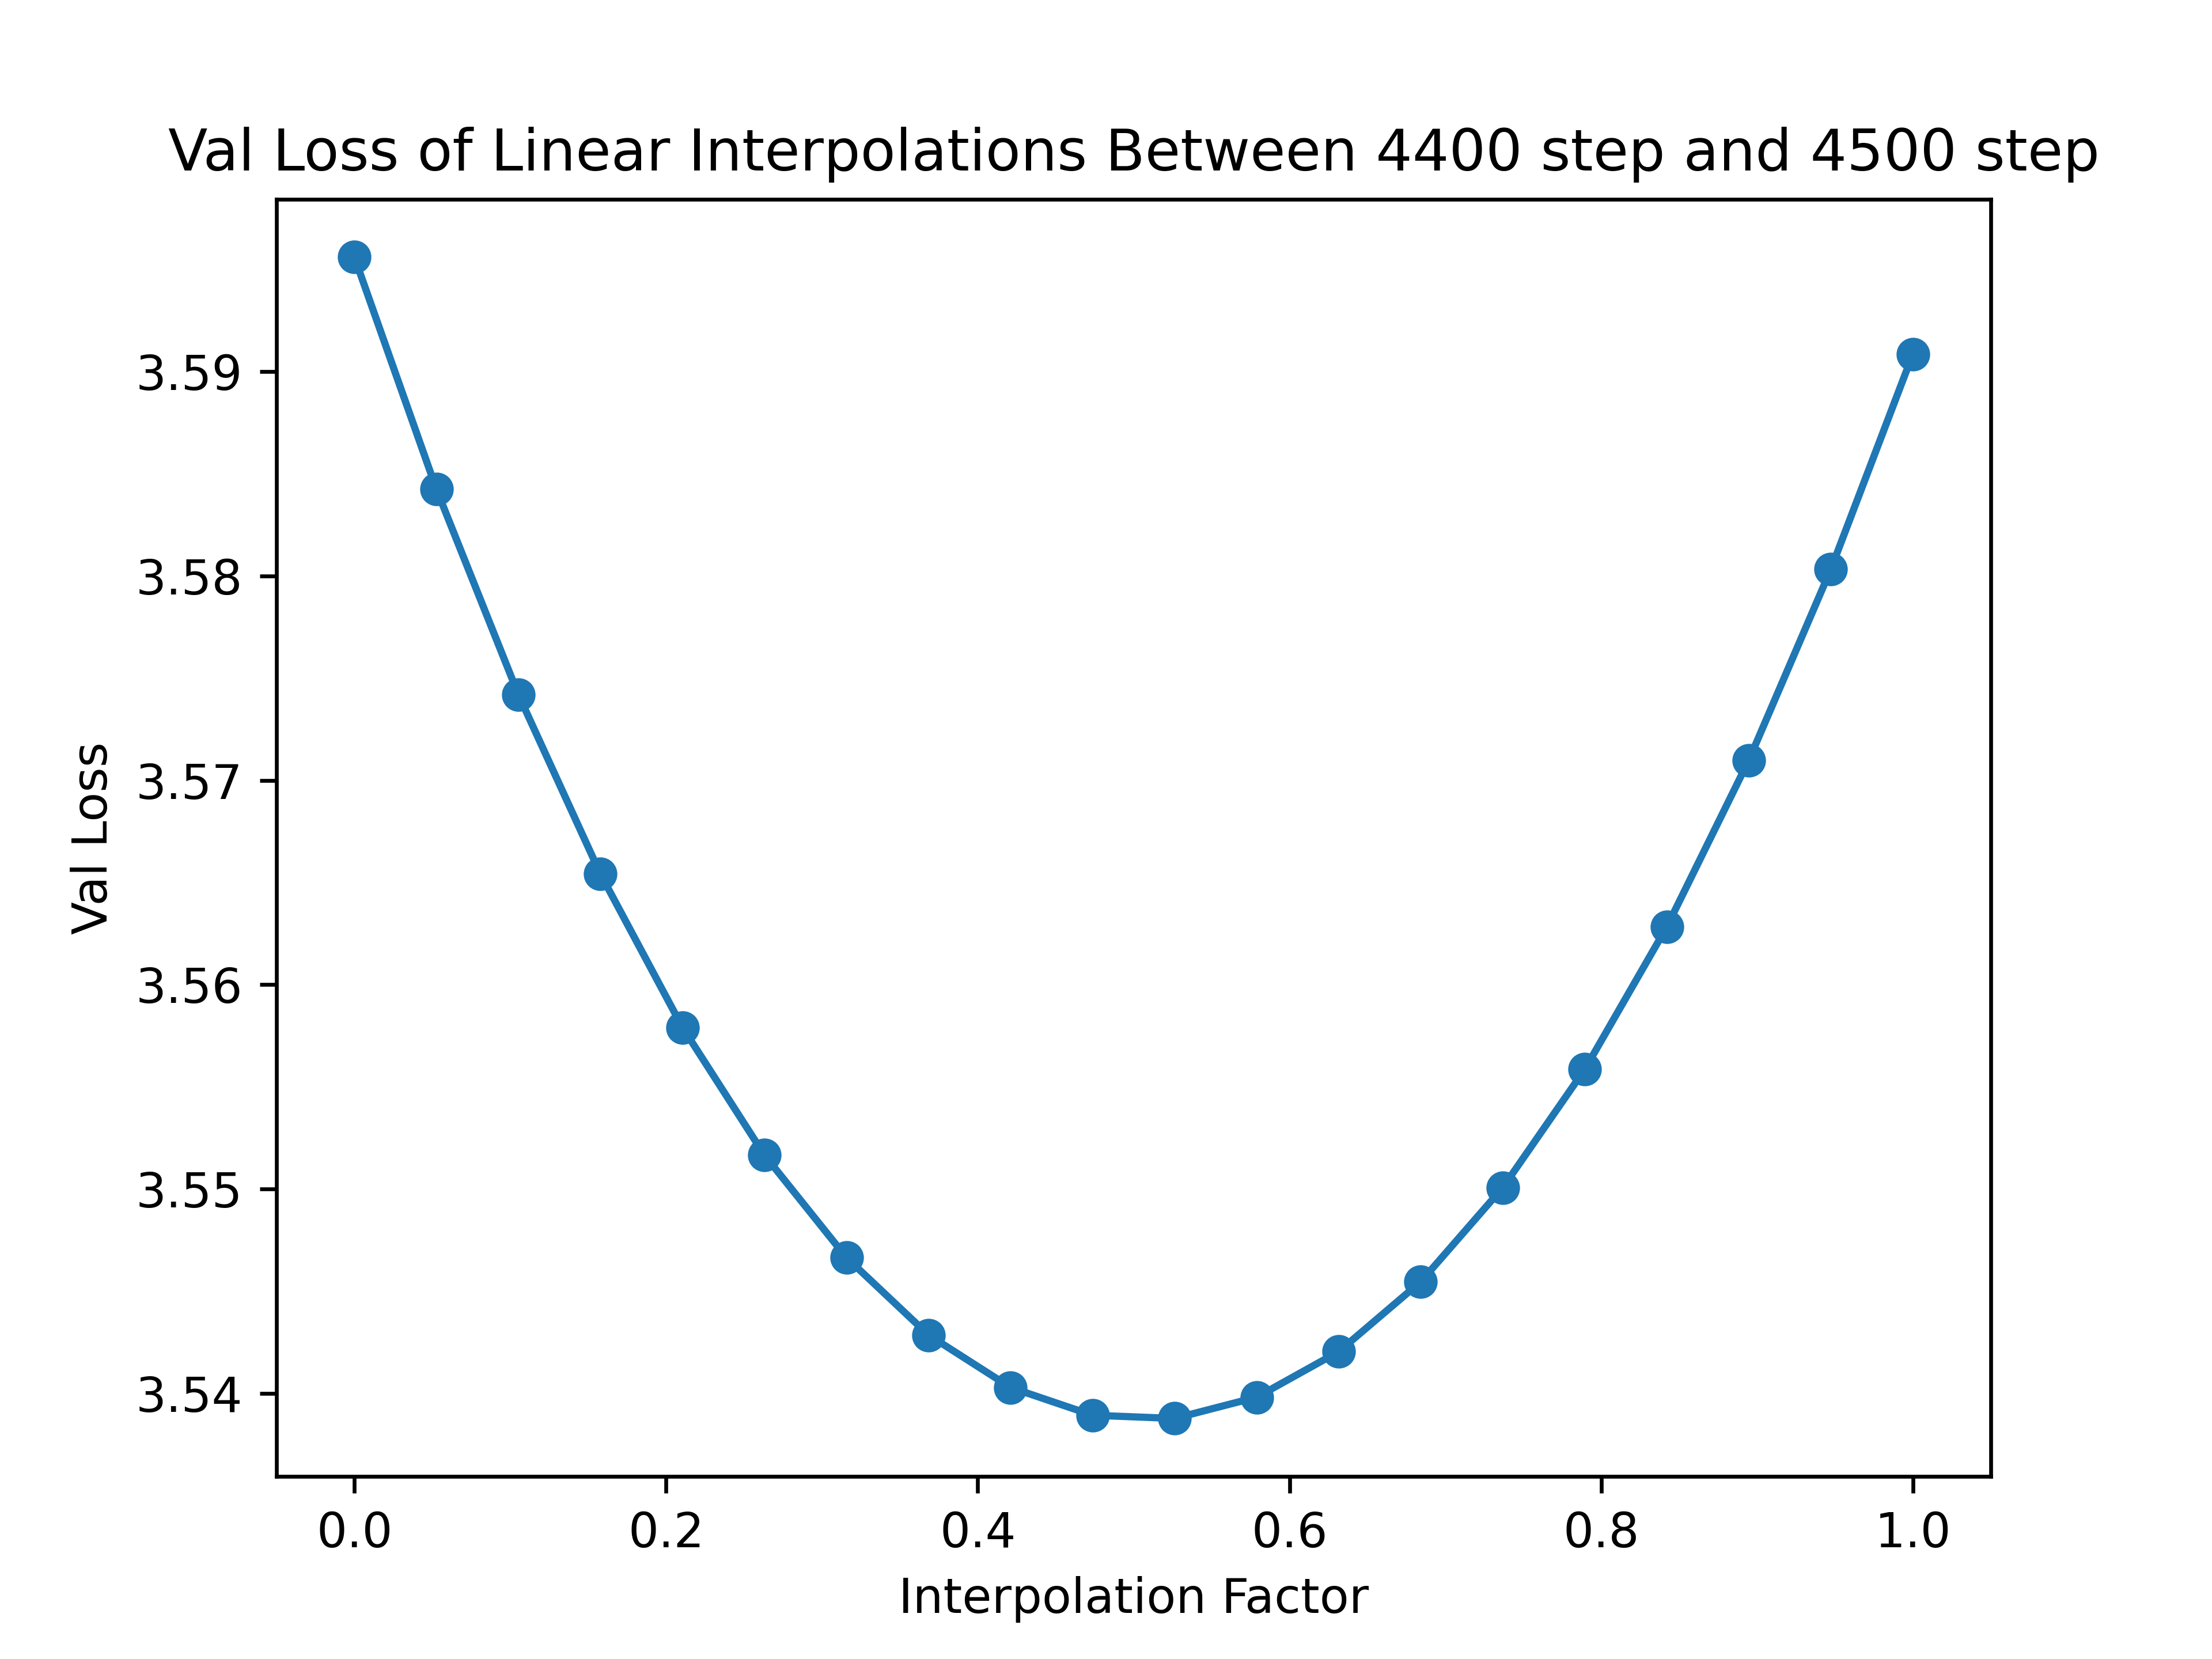 Val Loss of Linear Interpolations Between 4400 step and 4500 step
Val Loss
3.59
3.58
3.57
3.56
3.55
3.54
0.0 0.2 0.4 0.6 0.8 1.0
Interpolation Factor